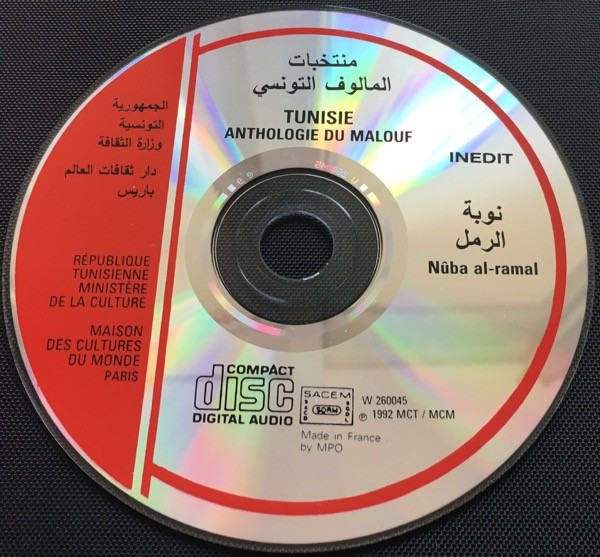 منتخبات
المالوف التونسي
TUNISIE
ANTHOLOGIE DU MALOUF
INEDIT
نوبة
الرمل
Nûba al-ramal
الجمهورية
التونسية
وزارة الثقافة
دار ثقافات العالم
باريس
RÉPUBLIQUE
TUNISIENNE
MINISTÈRE
DE LA CULTURE
MAISON
DES CULTURES
DU MONDE
PARIS
COMPACT
disc
DIGITAL AUDIO
SACEM
W 260045
℗ 1992 MCT / MCM
Made in France
by MPO